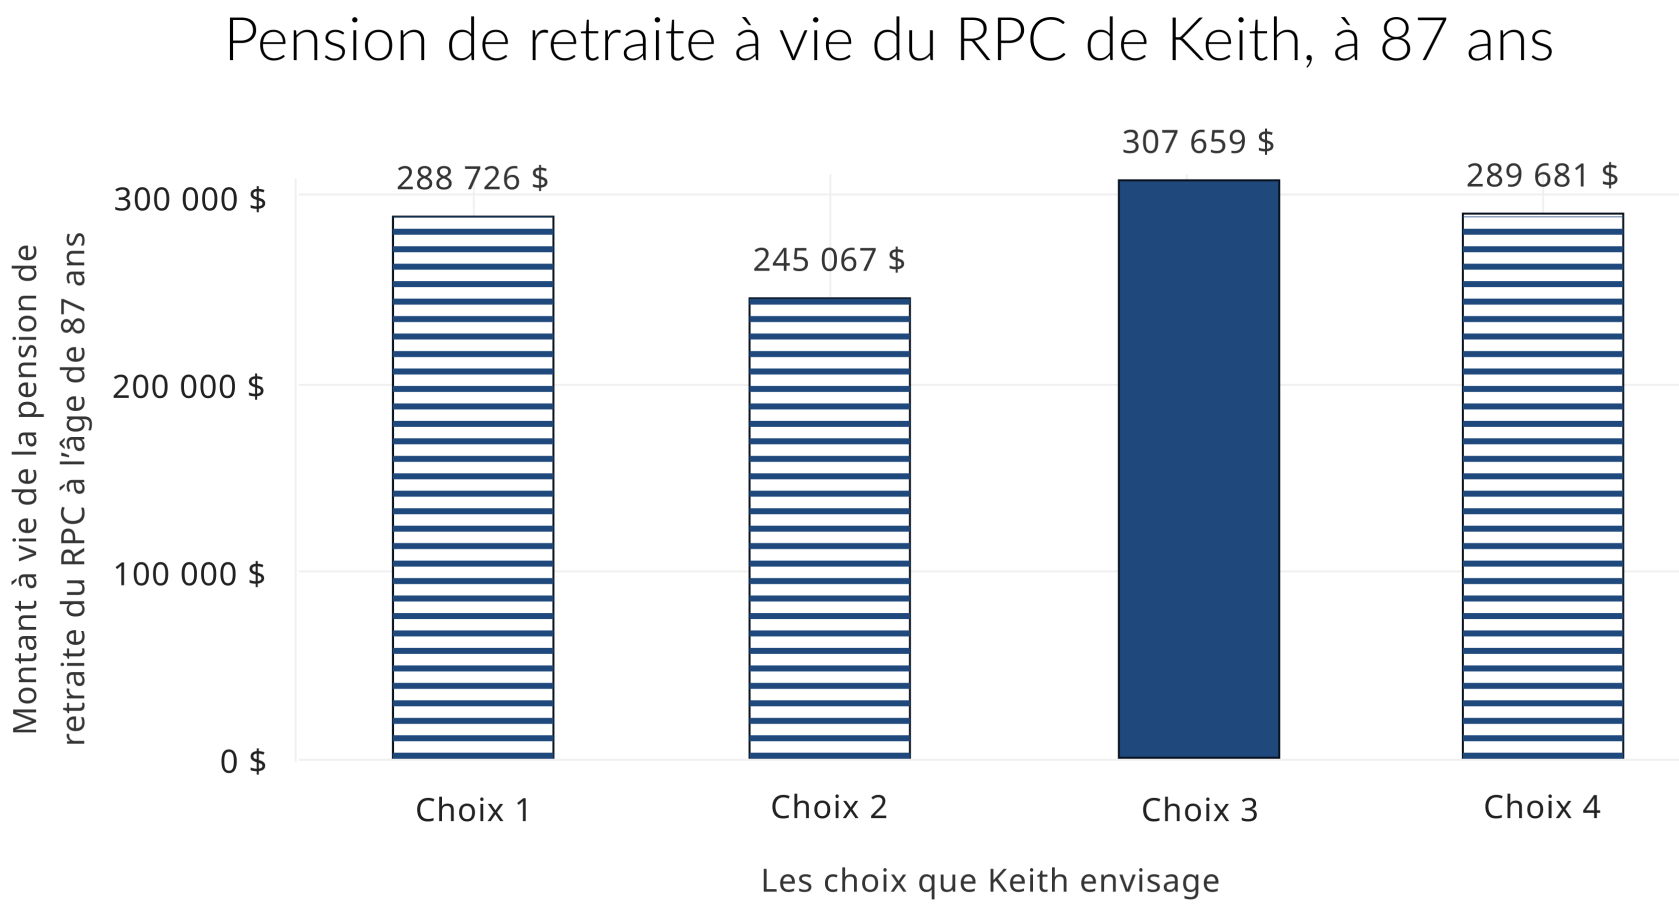 Pension de retraite à vie du RPC de Keith, à 87 ans
Montant à vie de la pension de
retraite du RPC à l’âge de 87 ans
300 000 $
200 000 $
100 000 $
0 $
288 726 $
245 067 $
307 659 $
289 681 $
Choix 1
Choix 2
Choix 3
Choix 4
Les choix que Keith envisage